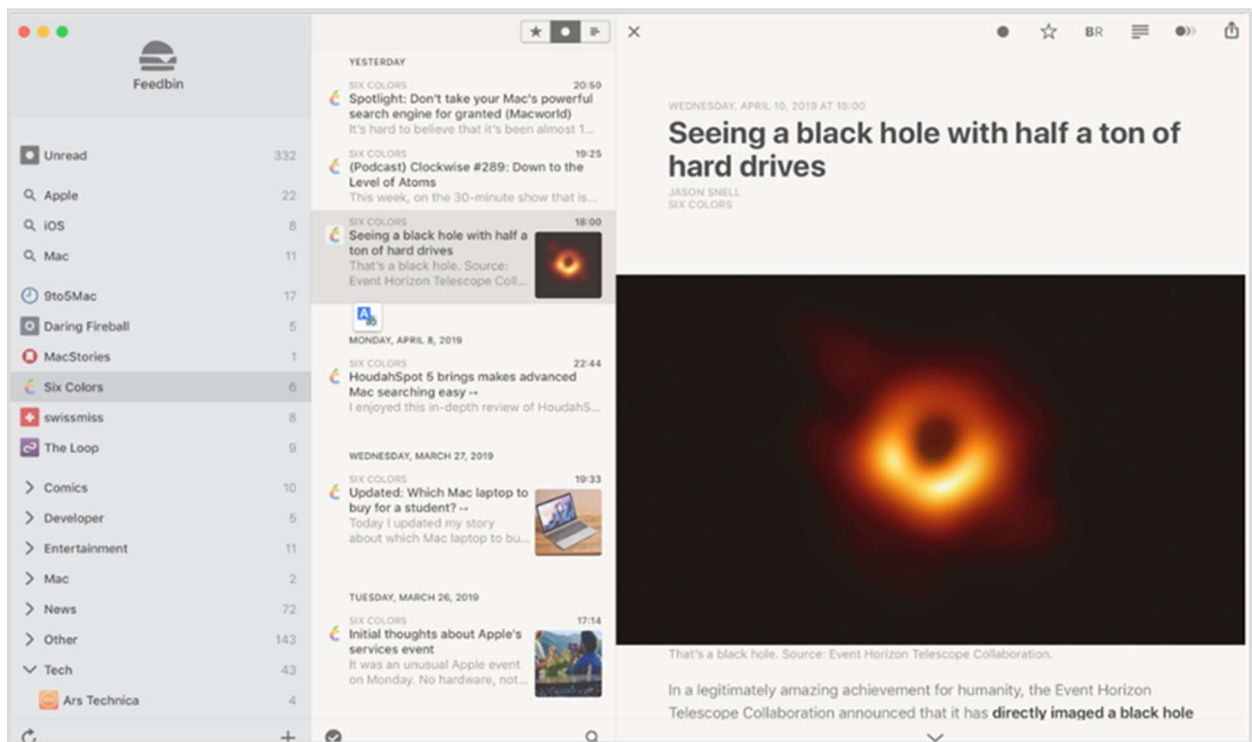 Feedbin
Unread 332
Apple 22
iOS 8
Mac 11
9to5Mac 17
Daring Fireball 5
MacStories 1
Six Colors 6
swissmiss 8
The Loop 9
Comics 10
Developer 5
Entertainment 11
Mac 2
News 72
Other 143
Tech 43
Ars Technica 4
YESTERDAY
SIX COLORS 20:50
Spotlight: Don't take your Mac's powerful
search engine for granted (Macworld)
It's hard to believe that it's been almost 1...
SIX COLORS 19:25
(Podcast) Clockwise #289: Down to the
Level of Atoms
This week, on the 30-minute show that is...
SIX COLORS 18:00
Seeing a black hole with half a
ton of hard drives
That's a black hole. Source:
Event Horizon Telescope Coll...
MONDAY, APRIL 8, 2019
SIX COLORS 22:44
HoudahSpot 5 brings makes advanced
Mac searching easy →
I enjoyed this in-depth review of HoudahS...
WEDNESDAY, MARCH 27, 2019
SIX COLORS 19:33
Updated: Which Mac laptop to
buy for a student? →
Today I updated my story
about which Mac laptop to bu...
TUESDAY, MARCH 26, 2019
SIX COLORS 17:14
Initial thoughts about Apple's
services event
It was an unusual Apple event
on Monday. No hardware, not...
BR
WEDNESDAY, APRIL 10, 2019 AT 18:00
Seeing a black hole with half a ton of
hard drives
JASON SNELL
SIX COLORS
That's a black hole. Source: Event Horizon Telescope Collaboration.
In a legitimately amazing achievement for humanity, the Event Horizon
Telescope Collaboration announced that it has directly imaged a black hole